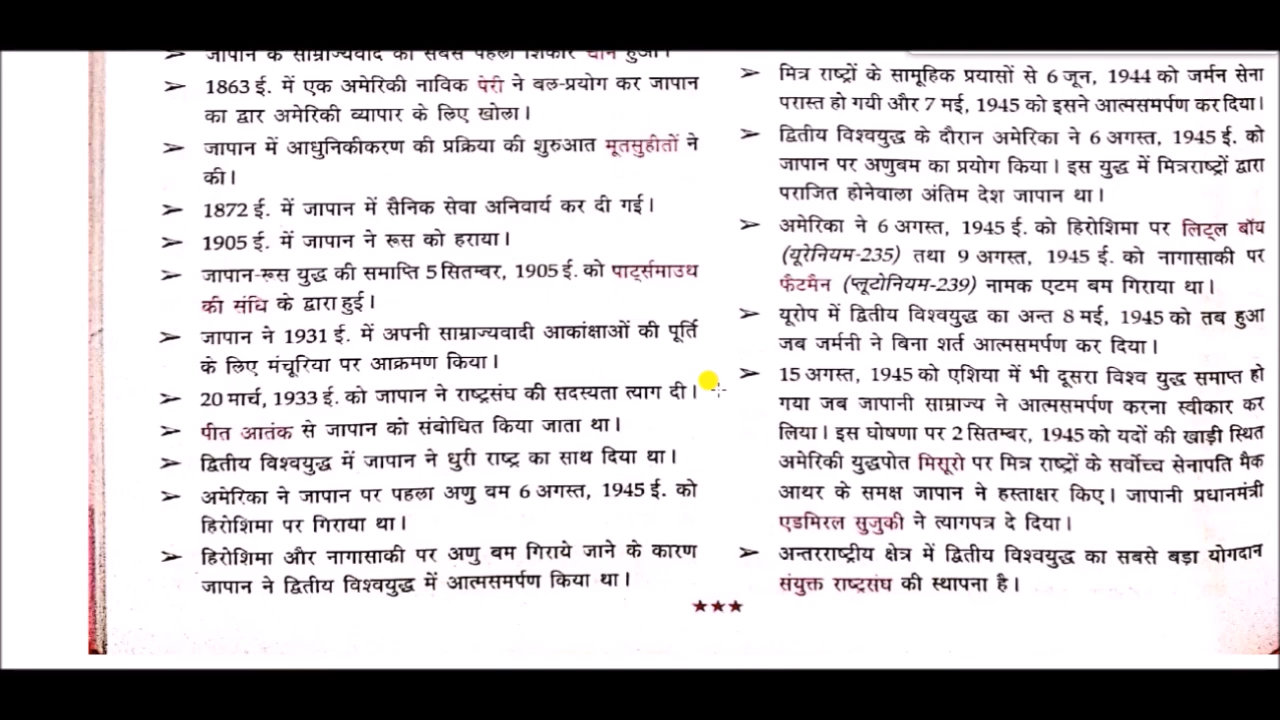 जापान के साम्राज्यवाद का सबसे पहला शिकार चीन हुआ।
➢ 1863 ई. में एक अमेरिकी नाविक पेरी ने बल-प्रयोग कर जापान
का द्वार अमेरिकी व्यापार के लिए खोला।
➢ जापान में आधुनिकीकरण की प्रक्रिया की शुरुआत मूतसुहीतों ने
की।
➢ 1872 ई. में जापान में सैनिक सेवा अनिवार्य कर दी गई।
➢ 1905 ई. में जापान ने रूस को हराया।
➢ जापान-रूस युद्ध की समाप्ति 5 सितम्बर, 1905 ई. को पार्ट्समाउथ
की संधि के द्वारा हुई।
➢ जापान ने 1931 ई. में अपनी साम्राज्यवादी आकांक्षाओं की पूर्ति
के लिए मंचूरिया पर आक्रमण किया।
➢ 20 मार्च, 1933 ई. को जापान ने राष्ट्रसंघ की सदस्यता त्याग दी।
➢ पीत आतंक से जापान को संबोधित किया जाता था।
➢ द्वितीय विश्वयुद्ध में जापान ने धुरी राष्ट्र का साथ दिया था।
➢ अमेरिका ने जापान पर पहला अणु बम 6 अगस्त, 1945 ई. को
हिरोशिमा पर गिराया था।
➢ हिरोशिमा और नागासाकी पर अणु बम गिराये जाने के कारण
जापान ने द्वितीय विश्वयुद्ध में आत्मसमर्पण किया था।
➢ मित्र राष्ट्रों के सामूहिक प्रयासों से 6 जून, 1944 को जर्मन सेना
परास्त हो गयी और 7 मई, 1945 को इसने आत्मसमर्पण कर दिया।
➢ द्वितीय विश्वयुद्ध के दौरान अमेरिका ने 6 अगस्त, 1945 ई. को
जापान पर अणुबम का प्रयोग किया। इस युद्ध में मित्रराष्ट्रों द्वारा
पराजित होनेवाला अंतिम देश जापान था।
➢ अमेरिका ने 6 अगस्त, 1945 ई. को हिरोशिमा पर लिट्ल बॉय
(यूरेनियम-235) तथा 9 अगस्त, 1945 ई. को नागासाकी पर
फैटमैन (प्लूटोनियम-239) नामक एटम बम गिराया था।
➢ यूरोप में द्वितीय विश्वयुद्ध का अन्त 8 मई, 1945 को तब हुआ
जब जर्मनी ने बिना शर्त आत्मसमर्पण कर दिया।
➢ 15 अगस्त, 1945 को एशिया में भी दूसरा विश्व युद्ध समाप्त हो
गया जब जापानी साम्राज्य ने आत्मसमर्पण करना स्वीकार कर
लिया। इस घोषणा पर 2 सितम्बर, 1945 को यदों की खाड़ी स्थित
अमेरिकी युद्धपोत मिसूरो पर मित्र राष्ट्रों के सर्वोच्च सेनापति मैक
आथर के समक्ष जापान ने हस्ताक्षर किए। जापानी प्रधानमंत्री
एडमिरल सुजुकी ने त्यागपत्र दे दिया।
➢ अन्तरराष्ट्रीय क्षेत्र में द्वितीय विश्वयुद्ध का सबसे बड़ा योगदान
संयुक्त राष्ट्रसंघ की स्थापना है।
★★★